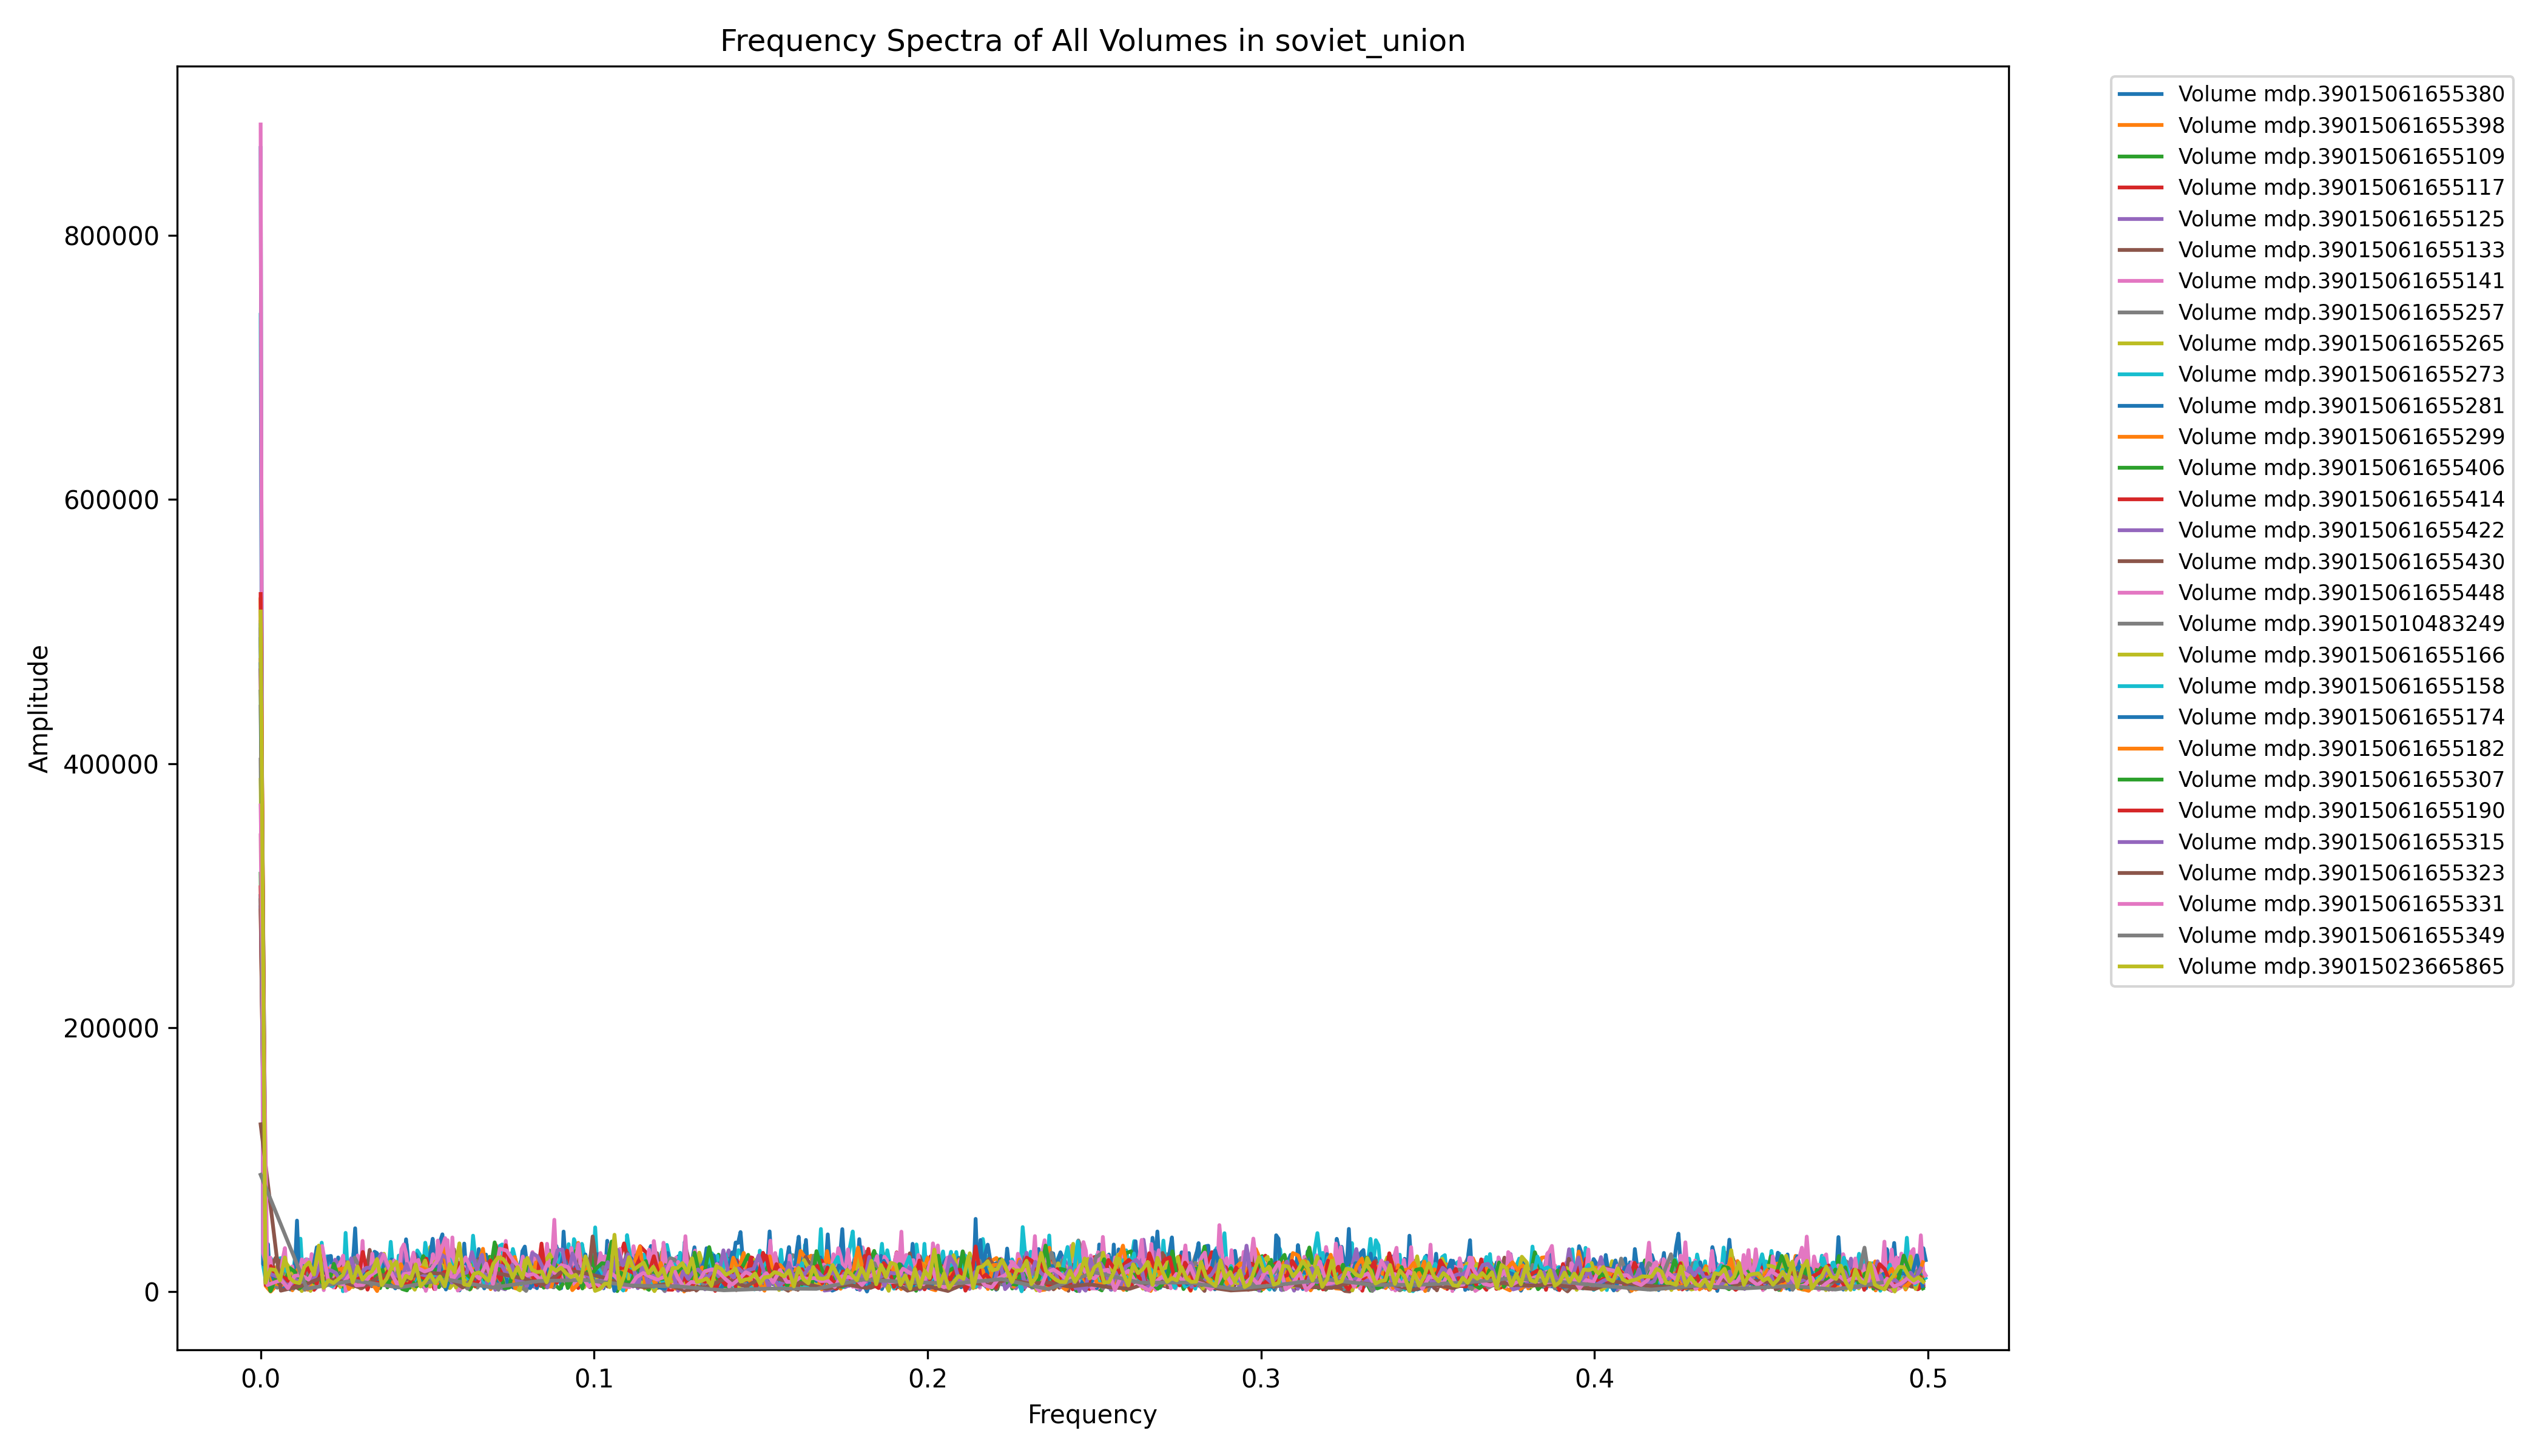 Frequency Spectra of All Volumes in soviet_union
800000
600000
400000
200000
0
Amplitude
0.0
0.1
0.2
0.3
0.4
0.5
Frequency
Volume mdp.39015061655380
Volume mdp.39015061655398
Volume mdp.39015061655109
Volume mdp.39015061655117
Volume mdp.39015061655125
Volume mdp.39015061655133
Volume mdp.39015061655141
Volume mdp.39015061655257
Volume mdp.39015061655265
Volume mdp.39015061655273
Volume mdp.39015061655281
Volume mdp.39015061655299
Volume mdp.39015061655406
Volume mdp.39015061655414
Volume mdp.39015061655422
Volume mdp.39015061655430
Volume mdp.39015061655448
Volume mdp.39015010483249
Volume mdp.39015061655166
Volume mdp.39015061655158
Volume mdp.39015061655174
Volume mdp.39015061655182
Volume mdp.39015061655307
Volume mdp.39015061655190
Volume mdp.39015061655315
Volume mdp.39015061655323
Volume mdp.39015061655331
Volume mdp.39015061655349
Volume mdp.39015023665865